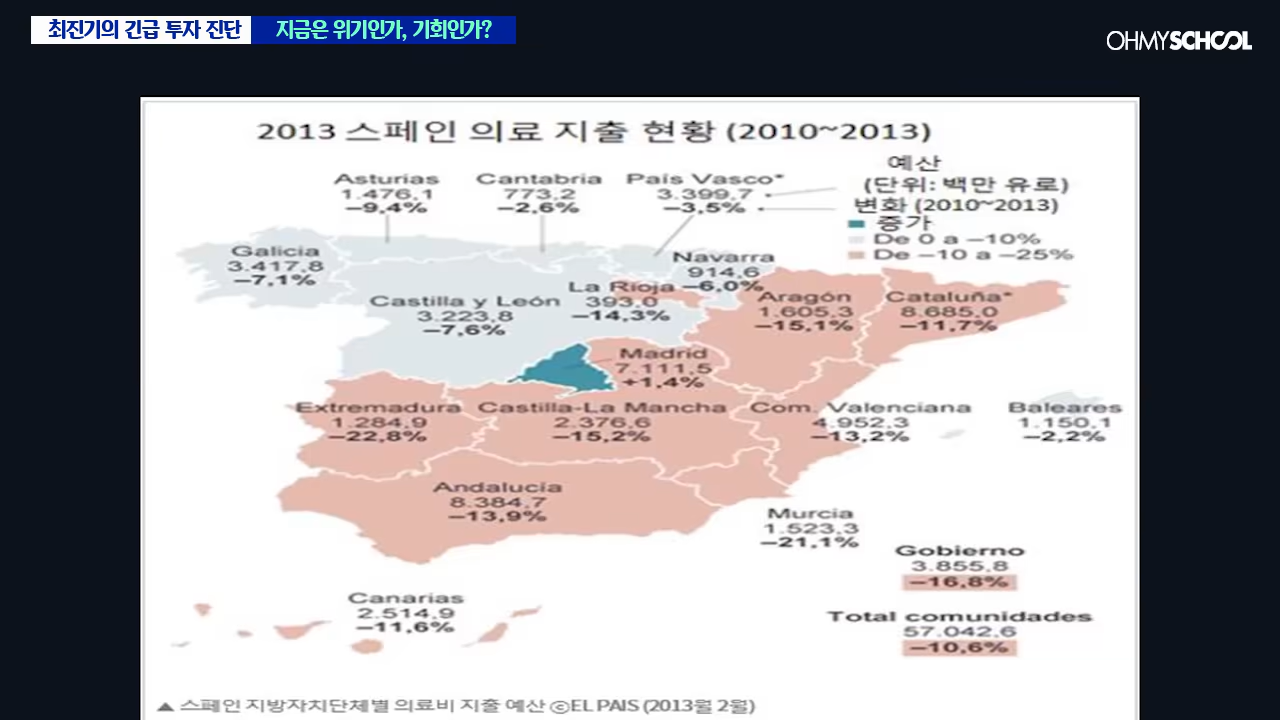 최진기의 긴급 투자 진단
지금은 위기인가, 기회인가?
OHMYSCHOOL
2013 스페인 의료 지출 현황 (2010~2013)
예산
(단위: 백만 유로)
변화 (2010~2013)
증가
De 0 a –10%
De –10 a –25%
Asturias
1.476,1
–9,4%
Cantabria
773,2
–2,6%
País Vasco*
3.399,7
–3,5%
Galicia
3.417,8
–7,1%
Navarra
914,6
–6,0%
La Rioja
393,0
–14,3%
Castilla y León
3.223,8
–7,6%
Aragón
1.605,3
–15,1%
Cataluña*
8.685,0
–11,7%
Madrid
7.111,5
+1,4%
Extremadura
1.284,9
–22,8%
Castilla-La Mancha
2.376,6
–15,2%
Com. Valenciana
4.952,3
–13,2%
Baleares
1.150,1
–2,2%
Andalucía
8.384,7
–13,9%
Murcia
1.523,3
–21,1%
Gobierno
3.855,8
–16,8%
Canarias
2.514,9
–11,6%
Total comunidades
57.042,6
–10,6%
▲ 스페인 지방자치단체별 의료비 지출 예산 ⓒEL PAIS (2013월 2월)